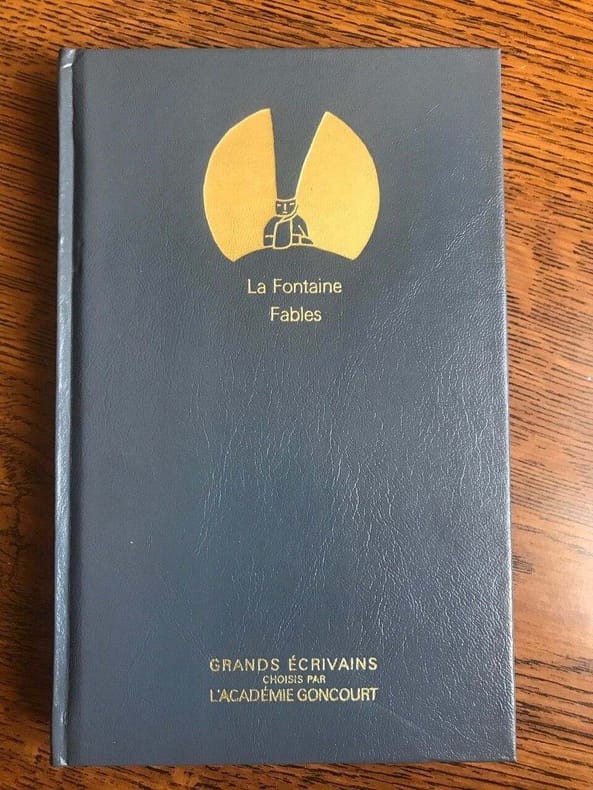 La Fontaine
Fables
GRANDS ÉCRIVAINS
CHOISIS PAR
L'ACADÉMIE GONCOURT